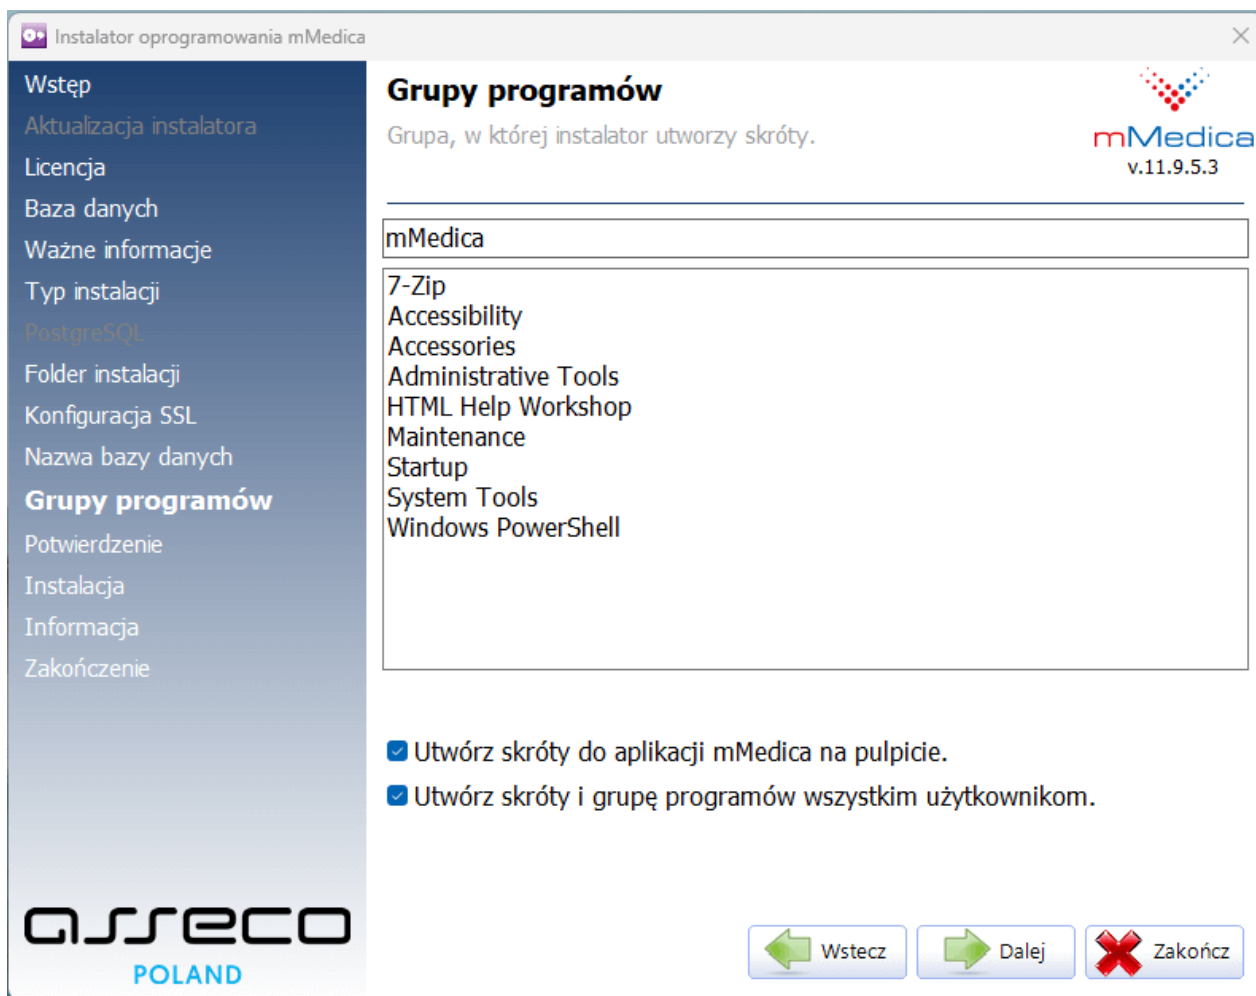 Instalator oprogramowania mMedica
Wstęp
Aktualizacja instalatora
Licencja
Baza danych
Ważne informacje
Typ instalacji
PostgreSQL
Folder instalacji
Konfiguracja SSL
Nazwa bazy danych
Grupy programów
Potwierdzenie
Instalacja
Informacja
Zakończenie
asseco
POLAND
Grupy programów
Grupa, w której instalator utworzy skróty.
mMedica
v.11.9.5.3
mMedica
7-Zip
Accessibility
Accessories
Administrative Tools
HTML Help Workshop
Maintenance
Startup
System Tools
Windows PowerShell
Utwórz skróty do aplikacji mMedica na pulpicie.
Utwórz skróty i grupę programów wszystkim użytkownikom.
Wstecz
Dalej
Zakończ